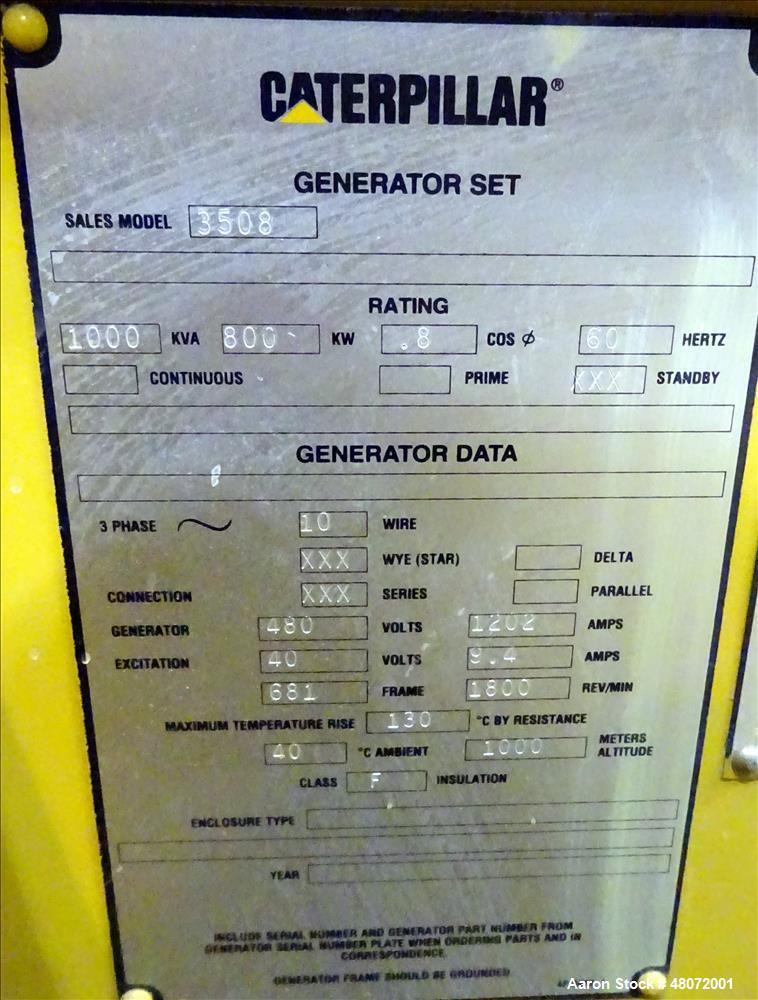 CATERPILLAR®
GENERATOR SET
SALES MODEL 3508
RATING
1000 KVA 800 KW .8 COS ϕ 60 HERTZ
CONTINUOUS PRIME XXX STANDBY
GENERATOR DATA
3 PHASE 10 WIRE
XXX WYE (STAR) DELTA
CONNECTION XXX SERIES PARALLEL
GENERATOR 480 VOLTS 1202 AMPS
EXCITATION 40 VOLTS 9.4 AMPS
681 FRAME 1800 REV/MIN
MAXIMUM TEMPERATURE RISE 130 °C BY RESISTANCE
40 °C AMBIENT 1000 METERS ALTITUDE
CLASS F INSULATION
ENCLOSURE TYPE
YEAR
INCLUDE SERIAL NUMBER AND GENERATOR PART NUMBER FROM
GENERATOR SERIAL NUMBER PLATE WHEN ORDERING PARTS AND IN
CORRESPONDENCE
GENERATOR FRAME SHOULD BE GROUNDED
Aaron Stock# 48072001